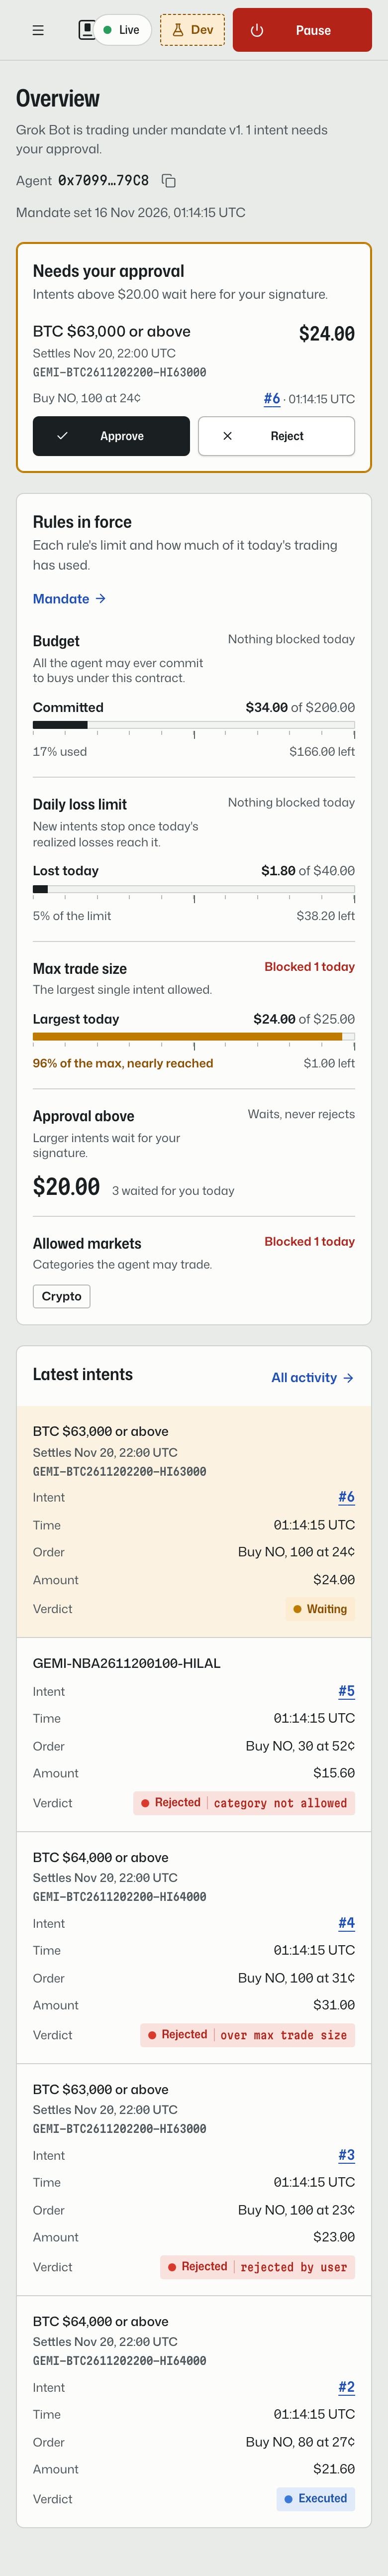 Live
Dev
Pause
Overview
Grok Bot is trading under mandate v1. 1 intent needs
your approval.
Agent 0x7099…79C8
Mandate set 16 Nov 2026, 01:14:15 UTC
Needs your approval
Intents above $20.00 wait here for your signature.
BTC $63,000 or above $24.00
Settles Nov 20, 22:00 UTC
GEMI-BTC2611202200-HI63000
Buy NO, 100 at 24¢ #6 · 01:14:15 UTC
Approve Reject
Rules in force
Each rule's limit and how much of it today's trading
has used.
Mandate →
Budget Nothing blocked today
All the agent may ever commit
to buys under this contract.
Committed $34.00 of $200.00
17% used $166.00 left
Daily loss limit Nothing blocked today
New intents stop once today's
realized losses reach it.
Lost today $1.80 of $40.00
5% of the limit $38.20 left
Max trade size Blocked 1 today
The largest single intent allowed.
Largest today $24.00 of $25.00
96% of the max, nearly reached $1.00 left
Approval above Waits, never rejects
Larger intents wait for your
signature.
$20.00 3 waited for you today
Allowed markets Blocked 1 today
Categories the agent may trade.
Crypto
Latest intents All activity →
BTC $63,000 or above
Settles Nov 20, 22:00 UTC
GEMI-BTC2611202200-HI63000
Intent #6
Time 01:14:15 UTC
Order Buy NO, 100 at 24¢
Amount $24.00
Verdict Waiting
GEMI-NBA2611200100-HILAL
Intent #5
Time 01:14:15 UTC
Order Buy NO, 30 at 52¢
Amount $15.60
Verdict Rejected | category not allowed
BTC $64,000 or above
Settles Nov 20, 22:00 UTC
GEMI-BTC2611202200-HI64000
Intent #4
Time 01:14:15 UTC
Order Buy NO, 100 at 31¢
Amount $31.00
Verdict Rejected | over max trade size
BTC $63,000 or above
Settles Nov 20, 22:00 UTC
GEMI-BTC2611202200-HI63000
Intent #3
Time 01:14:15 UTC
Order Buy NO, 100 at 23¢
Amount $23.00
Verdict Rejected | rejected by user
BTC $64,000 or above
Settles Nov 20, 22:00 UTC
GEMI-BTC2611202200-HI64000
Intent #2
Time 01:14:15 UTC
Order Buy NO, 80 at 27¢
Amount $21.60
Verdict Executed